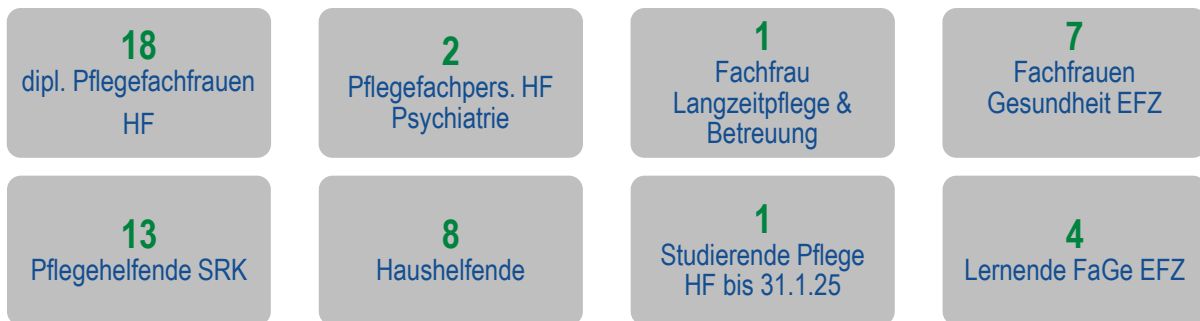 18
dipl. Pflegefachfrauen
HF
2
Pflegefachpers. HF
Psychiatrie
1
Fachfrau
Langzeitpflege &
Betreuung
7
Fachfrauen
Gesundheit EFZ
13
Pflegehelfende SRK
8
Haushelfende
1
Studierende Pflege
HF bis 31.1.25
4
Lernende FaGe EFZ